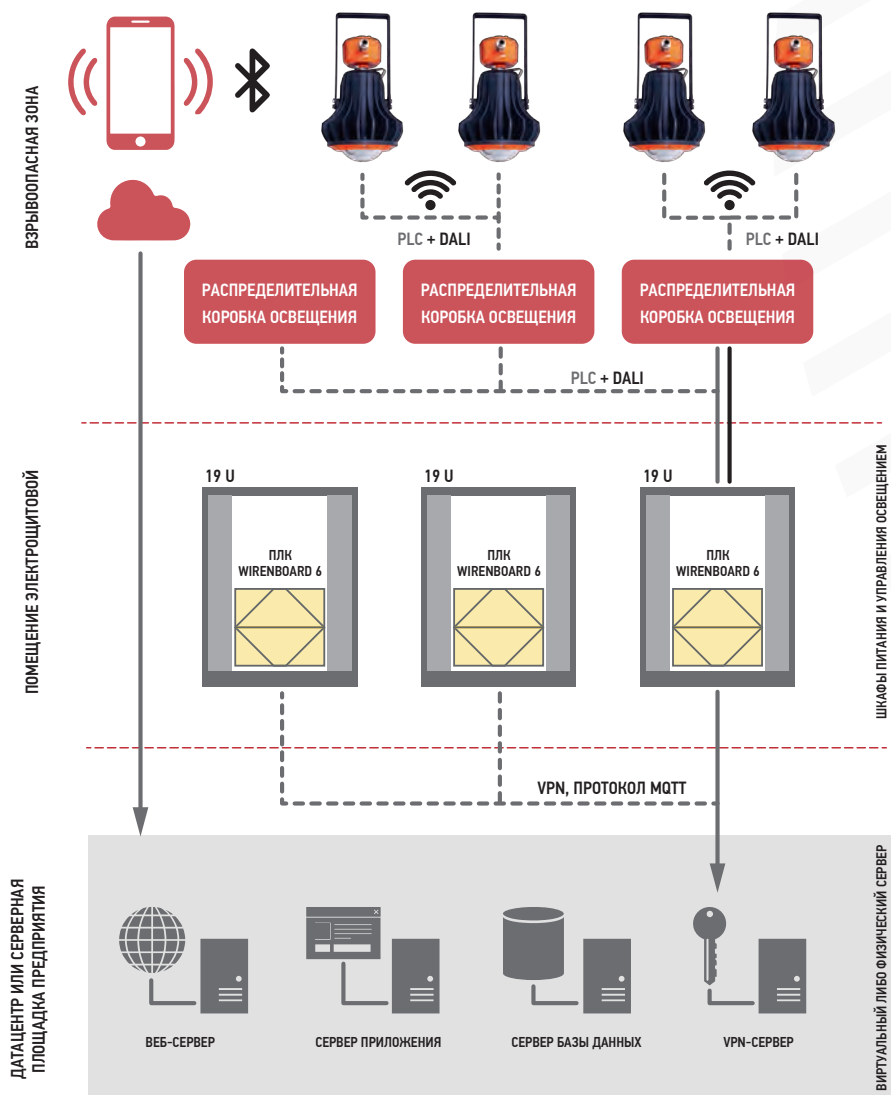 ВЗРЫВООПАСНАЯ ЗОНА
PLC + DALI
PLC + DALI
РАСПРЕДЕЛИТЕЛЬНАЯ
КОРОБКА ОСВЕЩЕНИЯ
РАСПРЕДЕЛИТЕЛЬНАЯ
КОРОБКА ОСВЕЩЕНИЯ
РАСПРЕДЕЛИТЕЛЬНАЯ
КОРОБКА ОСВЕЩЕНИЯ
PLC + DALI
ПОМЕЩЕНИЕ ЭЛЕКТРОЩИТОВОЙ
19 U
19 U
19 U
ПЛК
WIRENBOARD 6
ПЛК
WIRENBOARD 6
ПЛК
WIRENBOARD 6
ШКАФЫ ПИТАНИЯ И УПРАВЛЕНИЯ ОСВЕЩЕНИЕМ
VPN, ПРОТОКОЛ MQTT
ДАТАЦЕНТР ИЛИ СЕРВЕРНАЯ
ПЛОЩАДКА ПРЕДПРИЯТИЯ
ВЕБ-СЕРВЕР
СЕРВЕР ПРИЛОЖЕНИЯ
СЕРВЕР БАЗЫ ДАННЫХ
VPN-СЕРВЕР
ВИРТУАЛЬНЫЙ ЛИБО ФИЗИЧЕСКИЙ СЕРВЕР